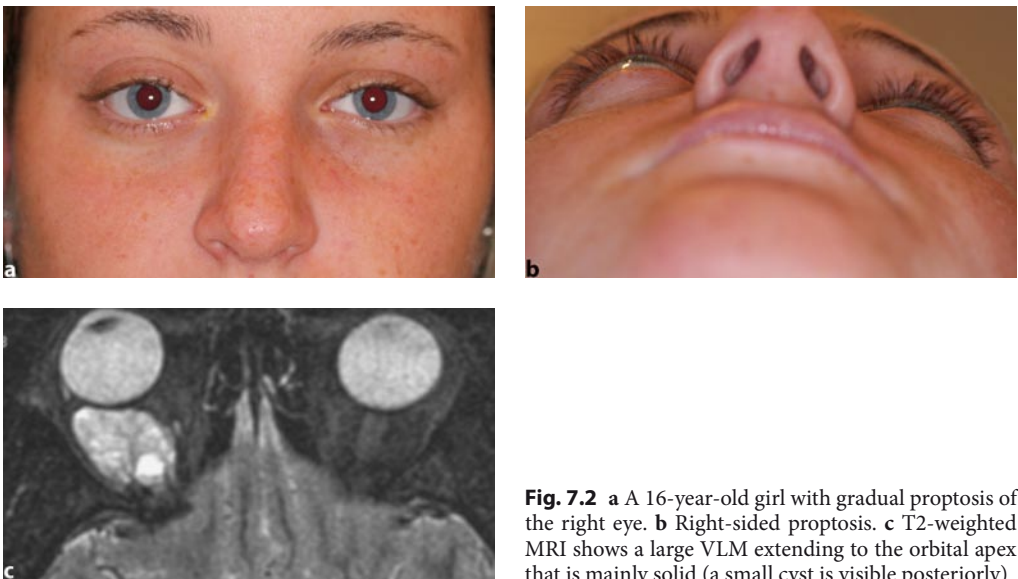 a
b
c
Fig. 7.2 a A 16-year-old girl with gradual proptosis of
the right eye. b Right-sided proptosis. c T2-weighted
MRI shows a large VLM extending to the orbital apex
that is mainly solid (a small cyst is visible posteriorly)